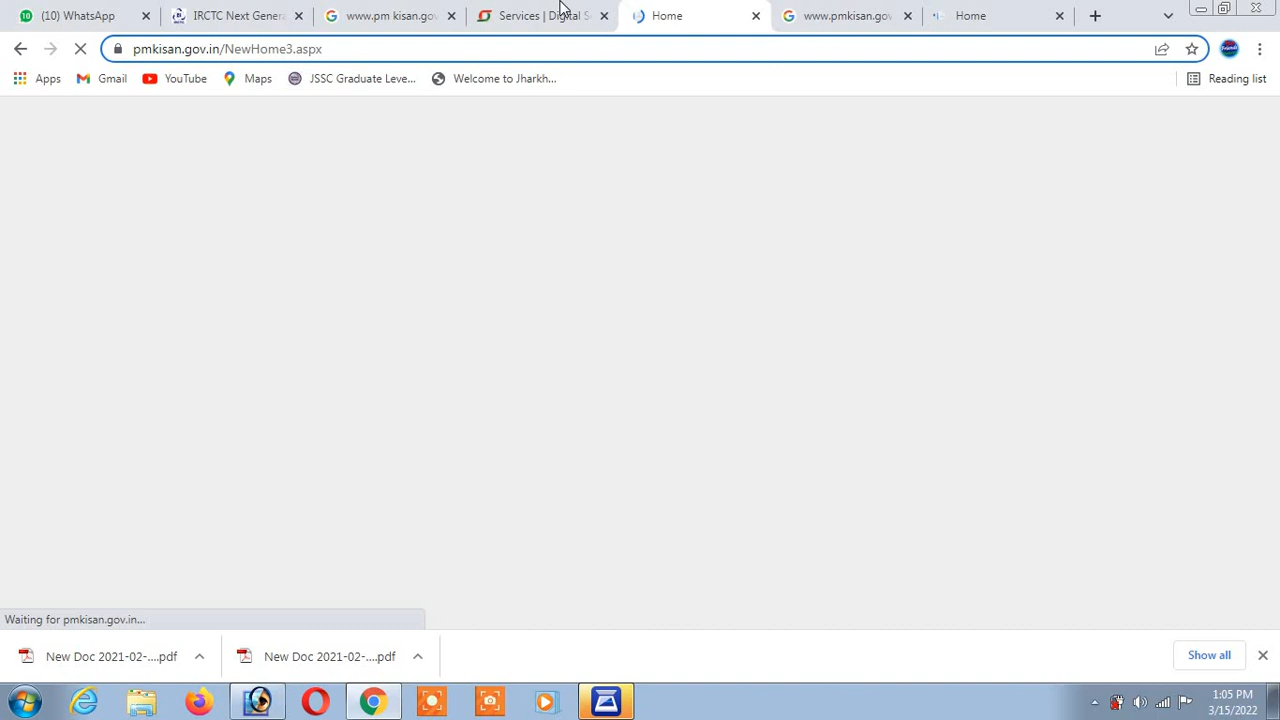 (10) WhatsApp
IRCTC Next Genera
www.pm kisan.gov
Services | Digital S
Home
www.pmkisan.gov
Home
pmkisan.gov.in/NewHome3.aspx
Apps
Gmail
YouTube
Maps
JSSC Graduate Leve...
Welcome to Jharkh...
Reading list
Waiting for pmkisan.gov.in...
New Doc 2021-02-....pdf
New Doc 2021-02-....pdf
Show all
1:05 PM
3/15/2022